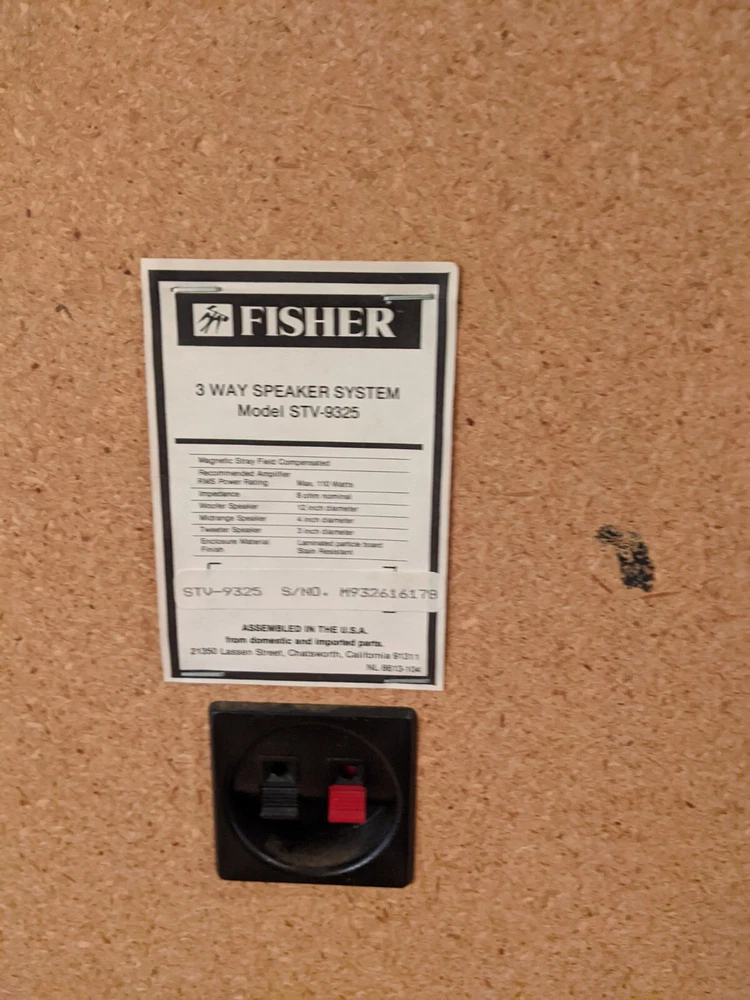 FISHER
3 WAY SPEAKER SYSTEM
Model STV-9325
Magnetic Stray Field Compensated
Recommended Amplifier
RMS Power Rating Max. 110 Watts
Impedance 8 ohm nominal
Woofer Speaker 12 inch diameter
Midrange Speaker 4 inch diameter
Tweeter Speaker 3 inch diameter
Enclosure Material Laminated particle board
Finish Stain Resistant
STV-9325 S/NO. M932616178
ASSEMBLED IN THE U.S.A.
from domestic and imported parts.
21350 Lassen Street, Chatsworth, California 91311
NL 8613-104